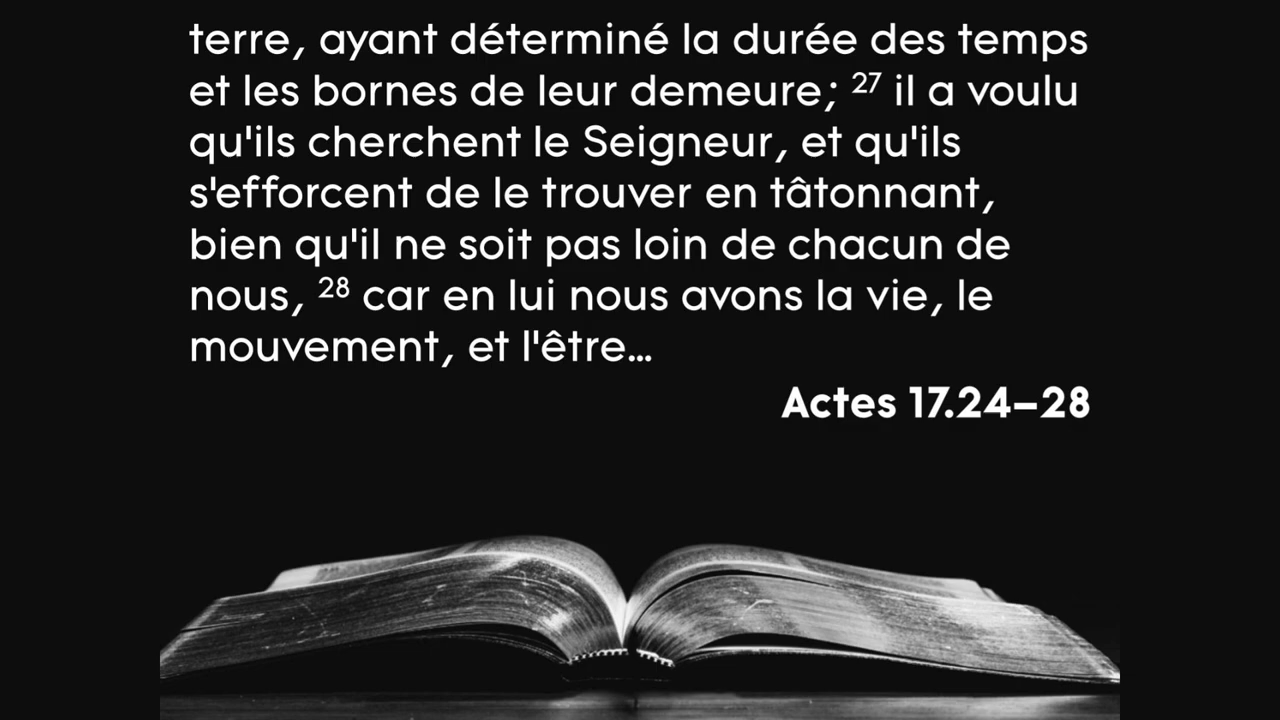 terre, ayant déterminé la durée des temps
et les bornes de leur demeure; ²⁷ il a voulu
qu'ils cherchent le Seigneur, et qu'ils
s'efforcent de le trouver en tâtonnant,
bien qu'il ne soit pas loin de chacun de
nous, ²⁸ car en lui nous avons la vie, le
mouvement, et l'être...
Actes 17.24–28